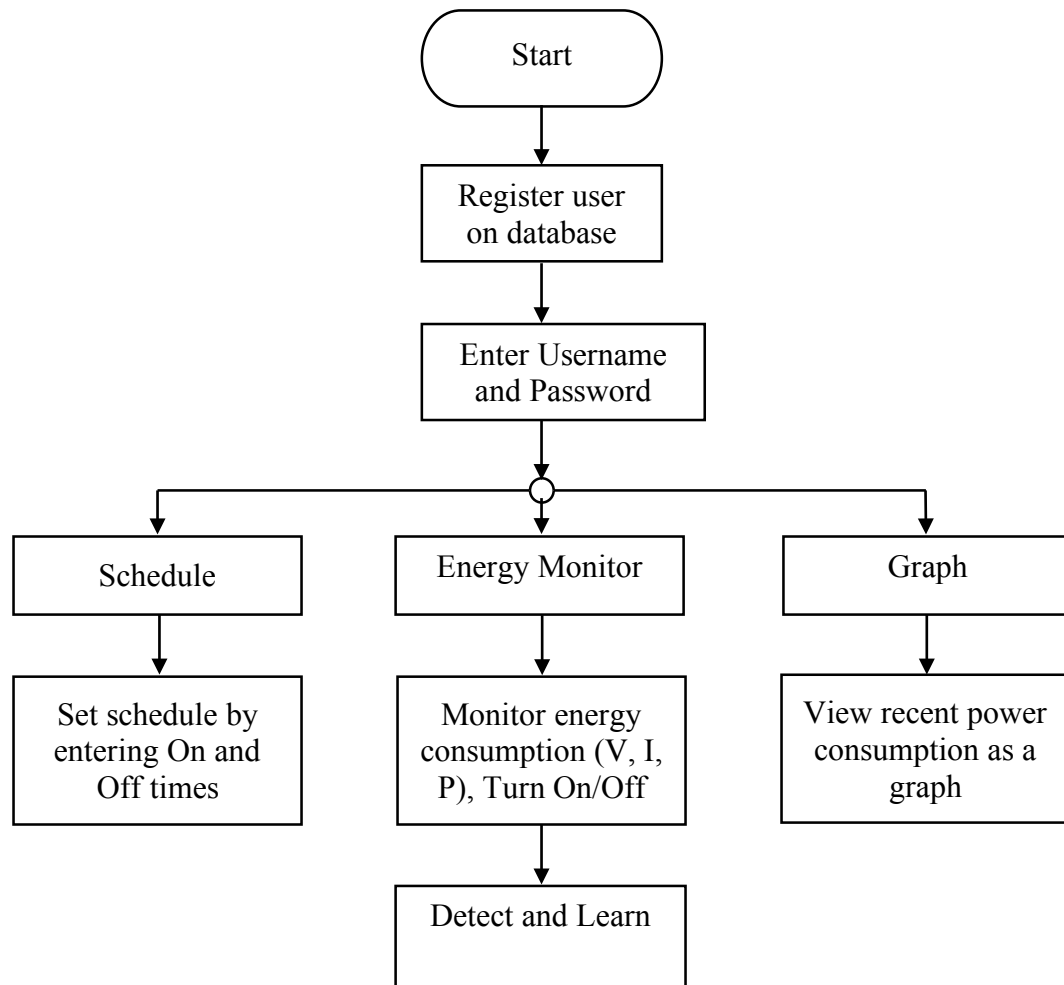 Start
Register user
on database
Enter Username
and Password
Schedule
Energy Monitor
Graph
Set schedule by
entering On and
Off times
Monitor energy
consumption (V, I,
P), Turn On/Off
View recent power
consumption as a
graph
Detect and Learn